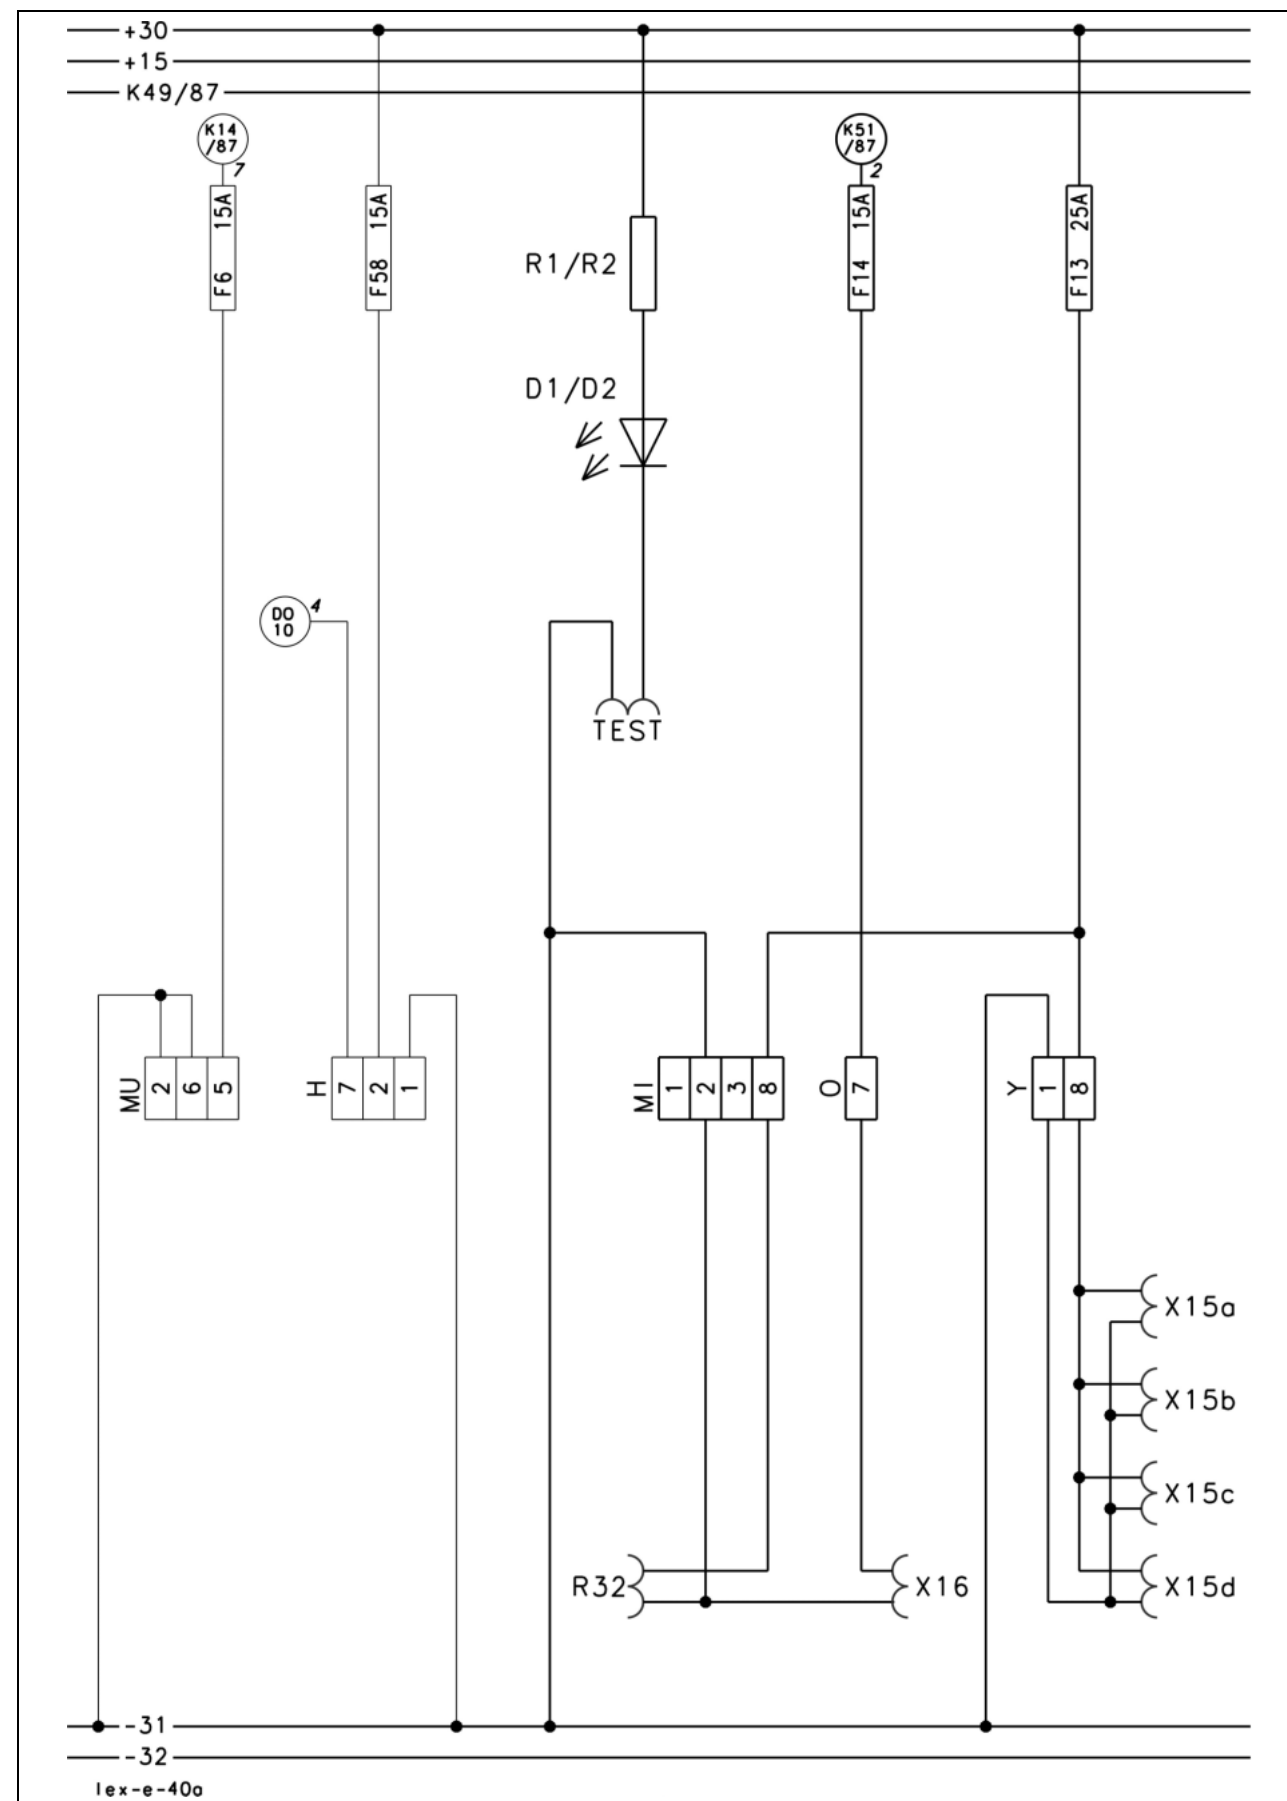 +30
+15
K49/87
K14
/87
7
K51
/87
2
15A
F6
15A
F58
R1/R2
15A
F14
25A
F13
D1/D2
DO
10
4
TEST
MU
2
6
5
H
7
2
1
MI
1
2
3
8
O
7
Y
1
8
X15a
X15b
X15c
R32
X16
X15d
-31
-32
lex-e-40a